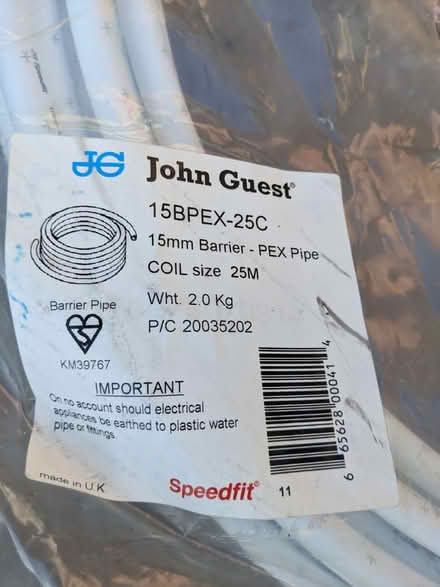 JG John Guest®
15BPEX-25C
15mm Barrier - PEX Pipe
COIL size 25M
Wht. 2.0 Kg
P/C 20035202
Barrier Pipe
KM39767
IMPORTANT
On no account should electrical
appliances be earthed to plastic water
pipe or fittings
made in U.K
Speedfit®
11
6 65628 00041 4